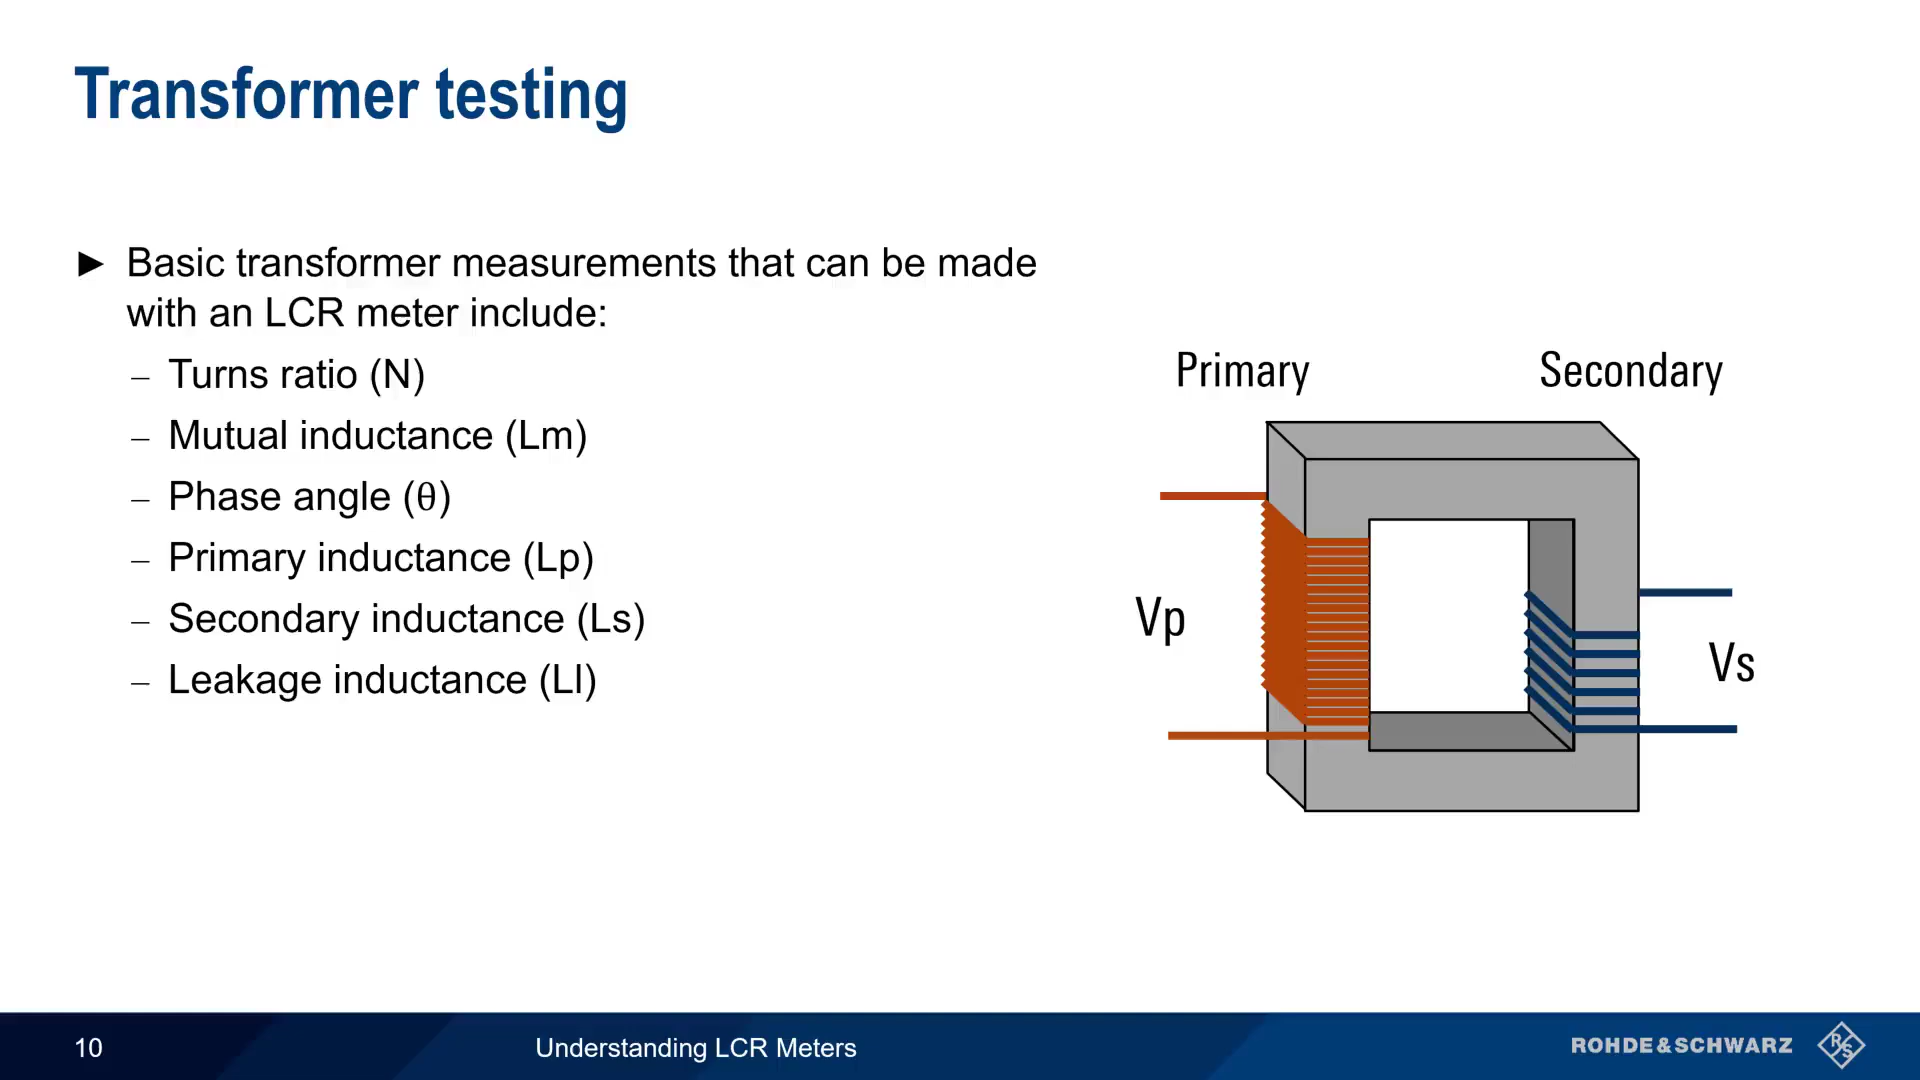 Transformer testing
► Basic transformer measurements that can be made
with an LCR meter include:
– Turns ratio (N)
– Mutual inductance (Lm)
– Phase angle (θ)
– Primary inductance (Lp)
– Secondary inductance (Ls)
– Leakage inductance (Ll)
Primary
Secondary
Vp
Vs
10
Understanding LCR Meters
ROHDE&SCHWARZ
R&S